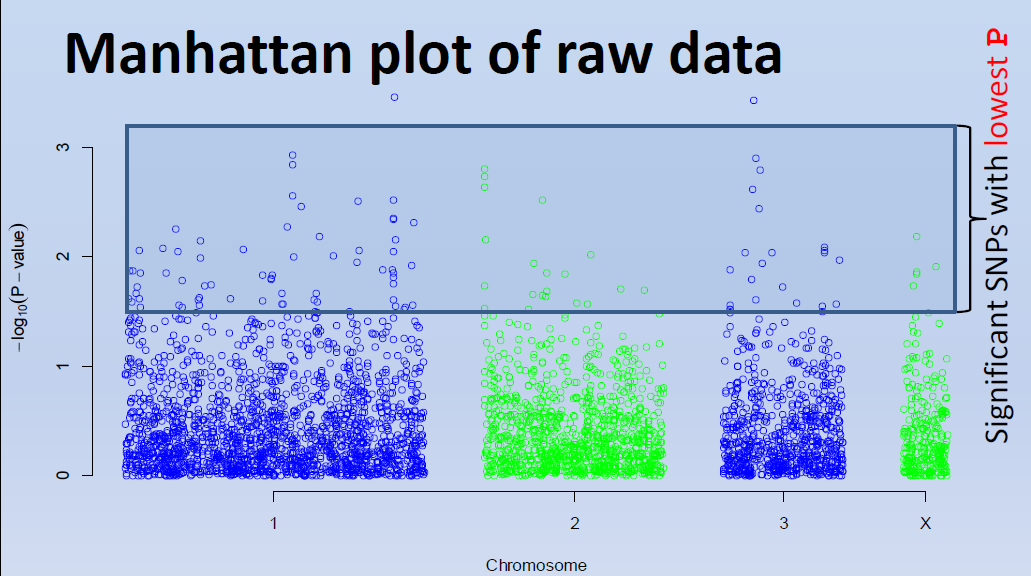 Manhattan plot of raw data
3
2
1
0
−log10(P − value)
1 2 3 X
Chromosome
Significant SNPs with lowest P